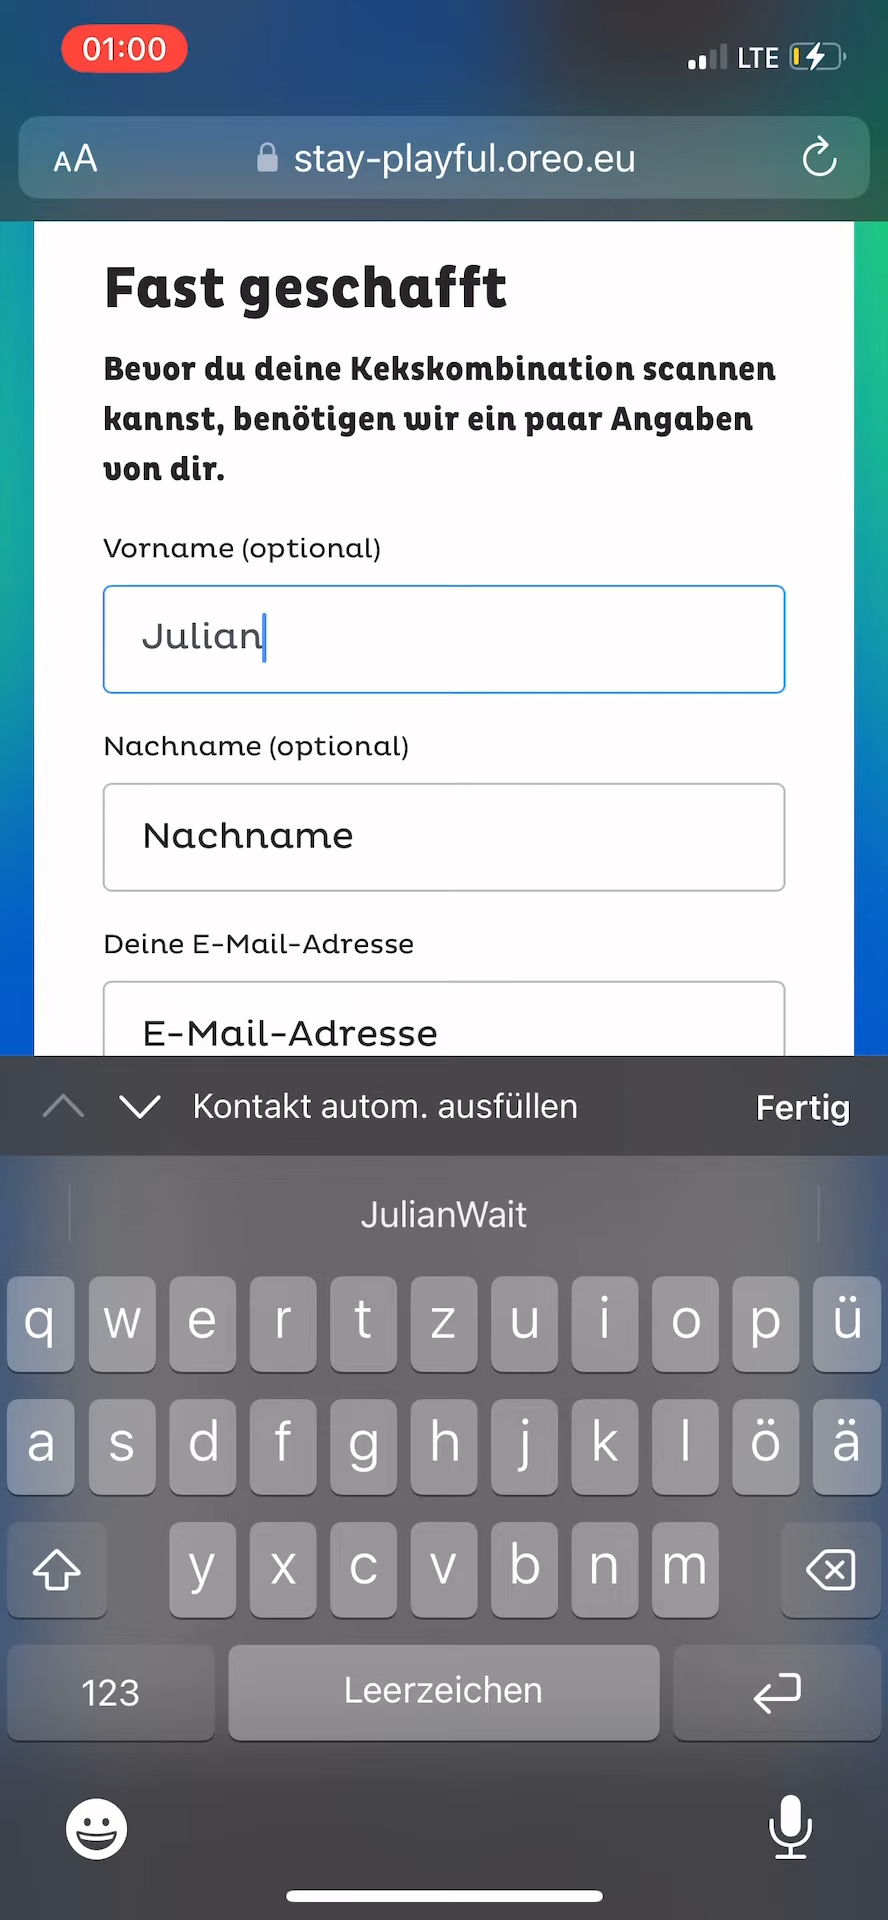 01:00
LTE
AA
stay-playful.oreo.eu
Fast geschafft
Bevor du deine Kekskombination scannen
kannst, benötigen wir ein paar Angaben
von dir.
Vorname (optional)
Julian
Nachname (optional)
Nachname
Deine E-Mail-Adresse
E-Mail-Adresse
Kontakt autom. ausfüllen
Fertig
JulianWait
q w e r t z u i o p ü
a s d f g h j k l ö ä
y x c v b n m
123
Leerzeichen